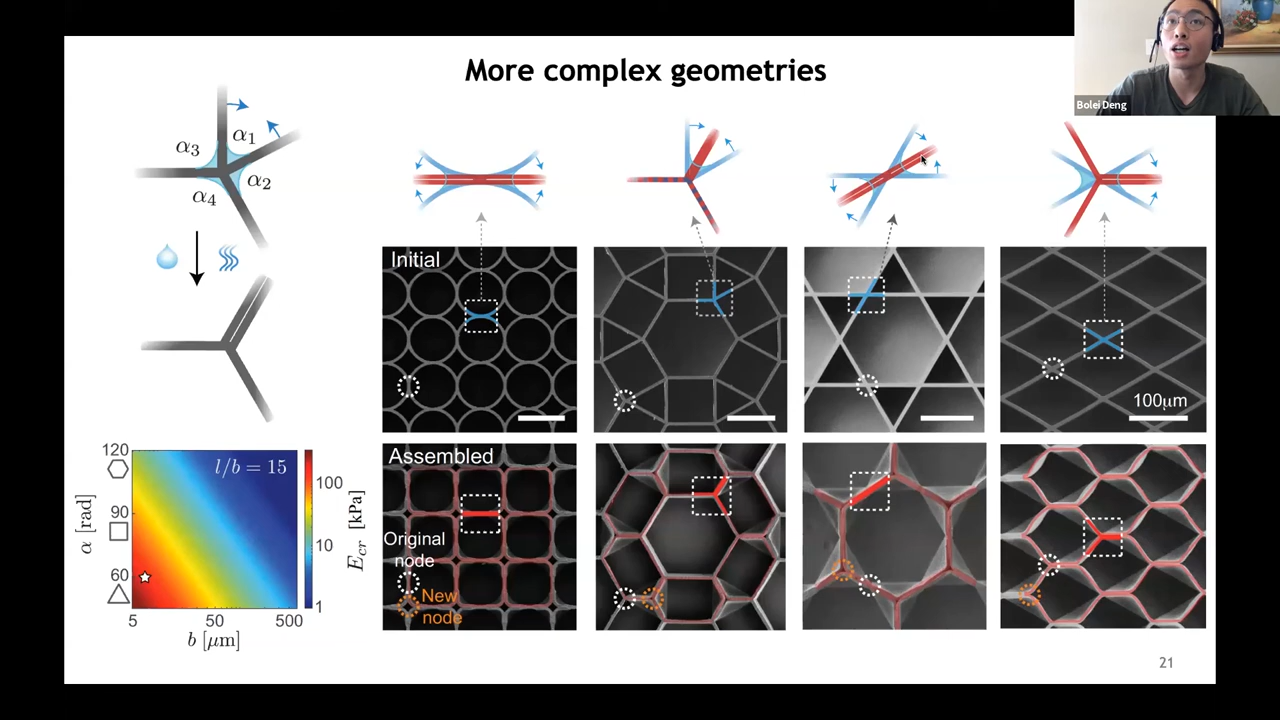 Bolei Deng
More complex geometries
α₃
α₁
α₂
α₄
Initial
100μm
Assembled
Original
node
New
node
120
90
60
α [rad]
l/b = 15
100
10
1
E_cr [kPa]
5
50
500
b [μm]
21